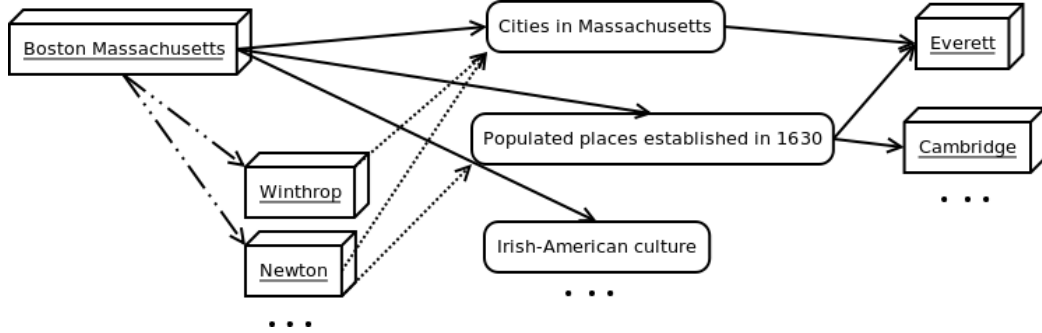 Boston Massachusetts
Cities in Massachusetts
Everett
Populated places established in 1630
Cambridge
Winthrop
Irish-American culture
Newton